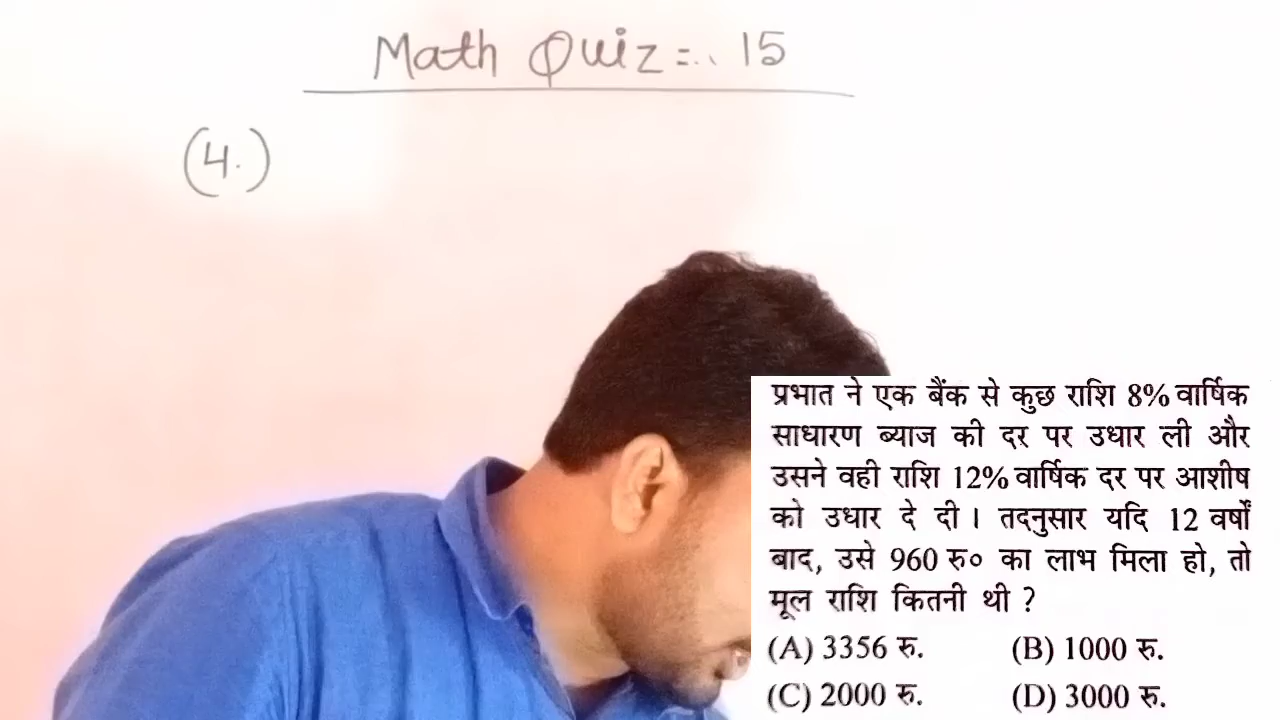 Math Quiz =.. 15
(4.)
प्रभात ने एक बैंक से कुछ राशि 8% वार्षिक
साधारण ब्याज की दर पर उधार ली और
उसने वही राशि 12% वार्षिक दर पर आशीष
को उधार दे दी। तदनुसार यदि 12 वर्षों
बाद, उसे 960 रु० का लाभ मिला हो, तो
मूल राशि कितनी थी ?
(A) 3356 रु. (B) 1000 रु.
(C) 2000 रु. (D) 3000 रु.